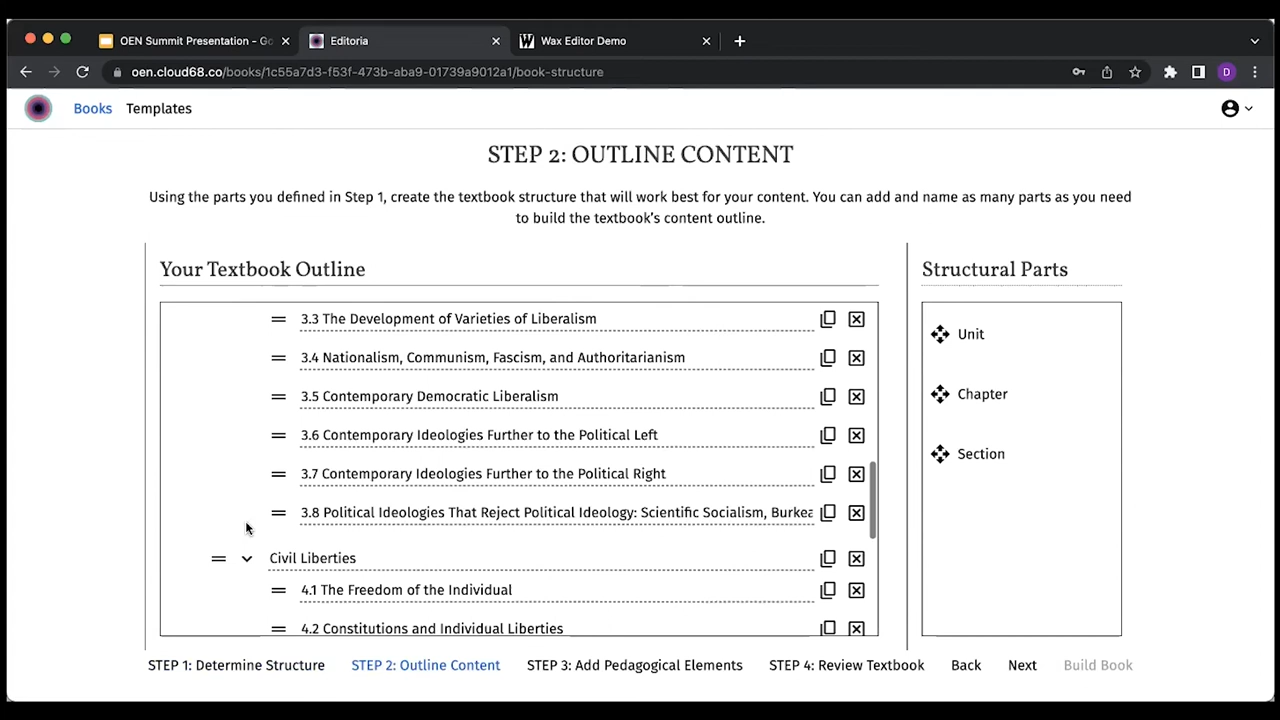 OEN Summit Presentation - Go
Editoria
Wax Editor Demo
oen.cloud68.co/books/1c55a7d3-f53f-473b-aba9-01739a9012a1/book-structure
D
Books
Templates
STEP 2: OUTLINE CONTENT
Using the parts you defined in Step 1, create the textbook structure that will work best for your content. You can add and name as many parts as you need
to build the textbook's content outline.
Your Textbook Outline
3.3 The Development of Varieties of Liberalism
3.4 Nationalism, Communism, Fascism, and Authoritarianism
3.5 Contemporary Democratic Liberalism
3.6 Contemporary Ideologies Further to the Political Left
3.7 Contemporary Ideologies Further to the Political Right
3.8 Political Ideologies That Reject Political Ideology: Scientific Socialism, Burkea
Civil Liberties
4.1 The Freedom of the Individual
4.2 Constitutions and Individual Liberties
Structural Parts
Unit
Chapter
Section
STEP 1: Determine Structure
STEP 2: Outline Content
STEP 3: Add Pedagogical Elements
STEP 4: Review Textbook
Back
Next
Build Book